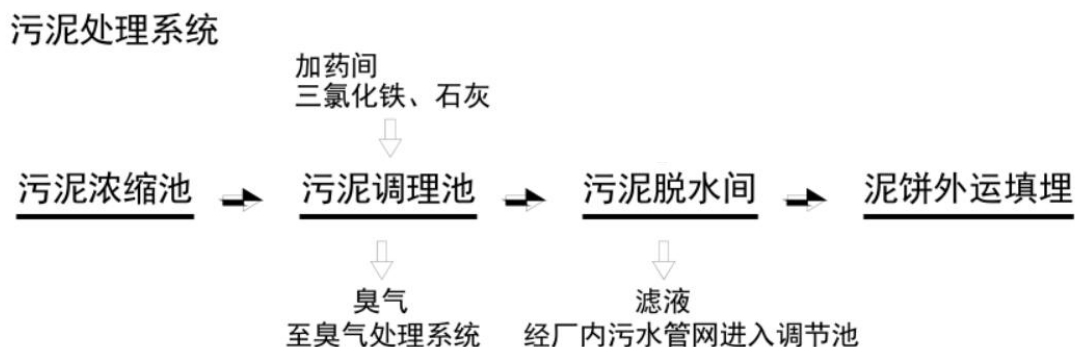 污泥处理系统
加药间
三氯化铁、石灰
污泥浓缩池
污泥调理池
污泥脱水间
泥饼外运填埋
臭气
至臭气处理系统
滤液
经厂内污水管网进入调节池